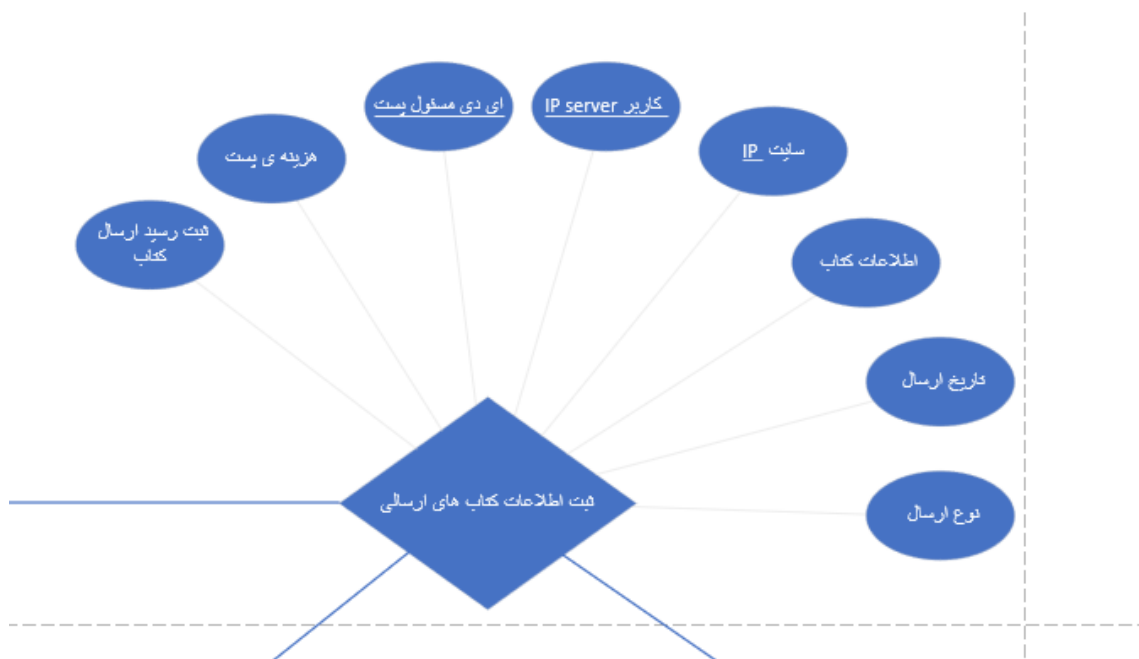 ای دی مسئول پست
کاربر IP server
هزینه ی پست
سایت IP
ثبت رسید ارسال
کتاب
اطلاعات کتاب
تاریخ ارسال
ثبت اطلاعات کتاب های ارسالی
نوع ارسال